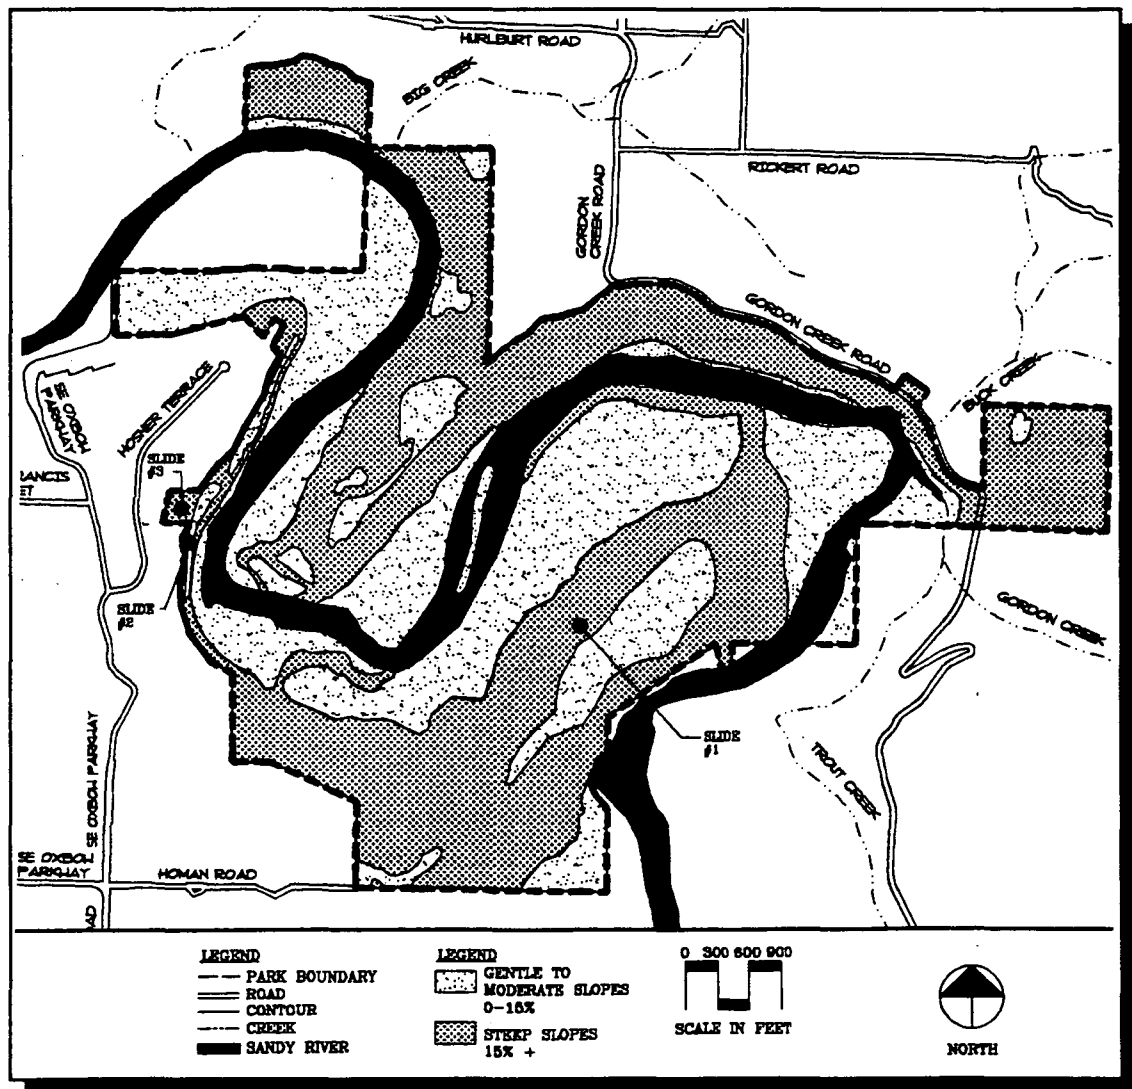 HURLBURT ROAD
BIG CREEK
RICKERT ROAD
GORDON
CREEK ROAD
GORDON CREEK ROAD
BUCK CREEK
SE OXBOW
PARKWAY
HOSNER TERRACE
SLIDE
#3
RANCIS
ET
SLIDE
#2
GORDON CREEK
SLIDE
#1
TROUT CREEK
SE OXBOW PARKWAY
SE OXBOW
PARKWAY
HOMAN ROAD
AD
LEGEND
PARK BOUNDARY
ROAD
CONTOUR
CREEK
SANDY RIVER
LEGEND
GENTLE TO
MODERATE SLOPES
0-15%
STEEP SLOPES
15% +
0 300 600 900
SCALE IN FEET
NORTH